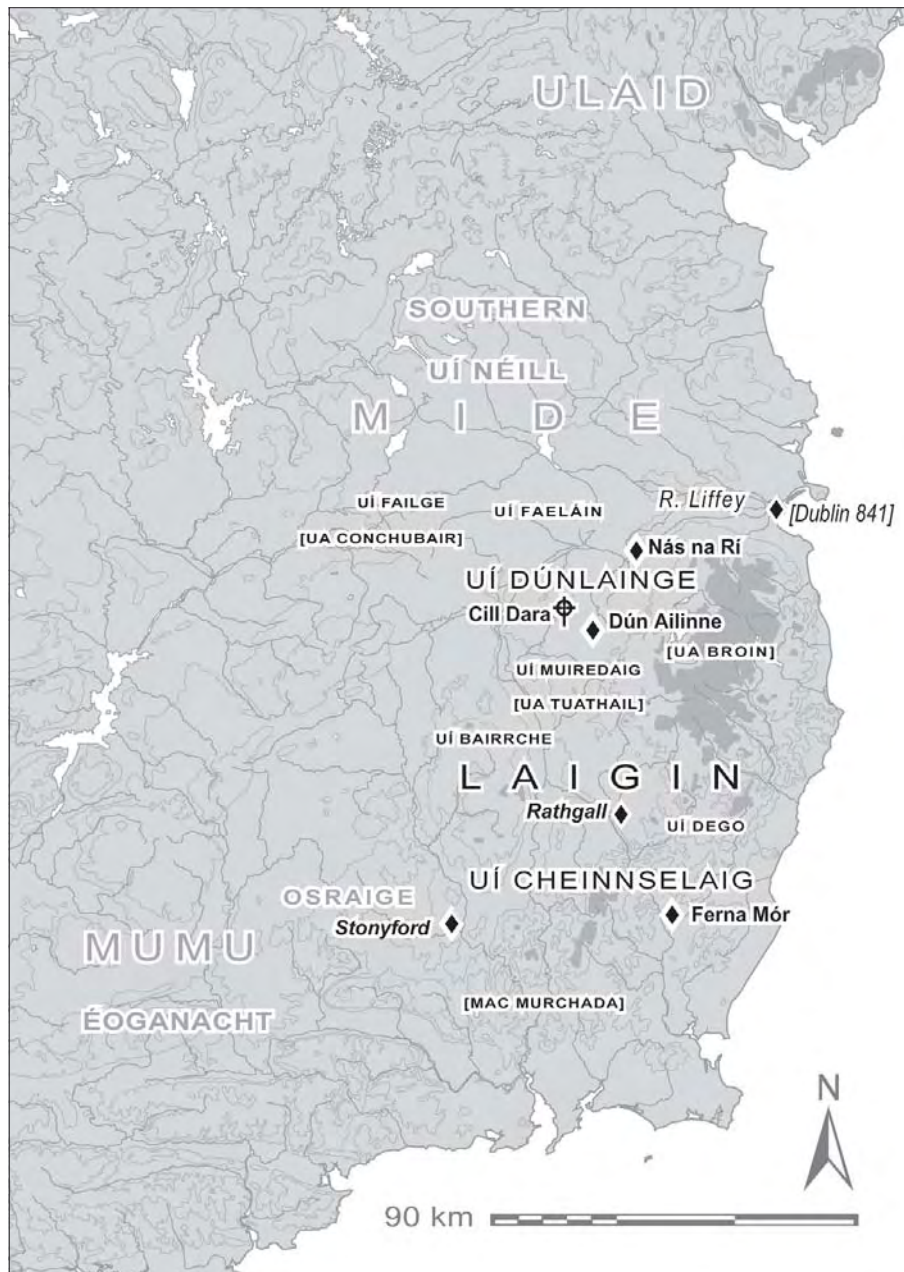 ULAID
SOUTHERN
UÍ NÉILL
MIDE
UÍ FAILGE
UÍ FAELÁIN
R. Liffey
[Dublin 841]
[UA CONCHUBAIR]
Nás na Rí
UÍ DÚNLAINGE
Cill Dara
Dún Ailinne
[UA BROIN]
UÍ MUIREDAIG
[UA TUATHAIL]
UÍ BAIRRCHE
LAIGIN
Rathgall
UÍ DEGO
UÍ CHEINNSELAIG
OSRAIGE
Ferna Mór
Stonyford
MUMU
[MAC MURCHADA]
ÉOGANACHT
N
90 km